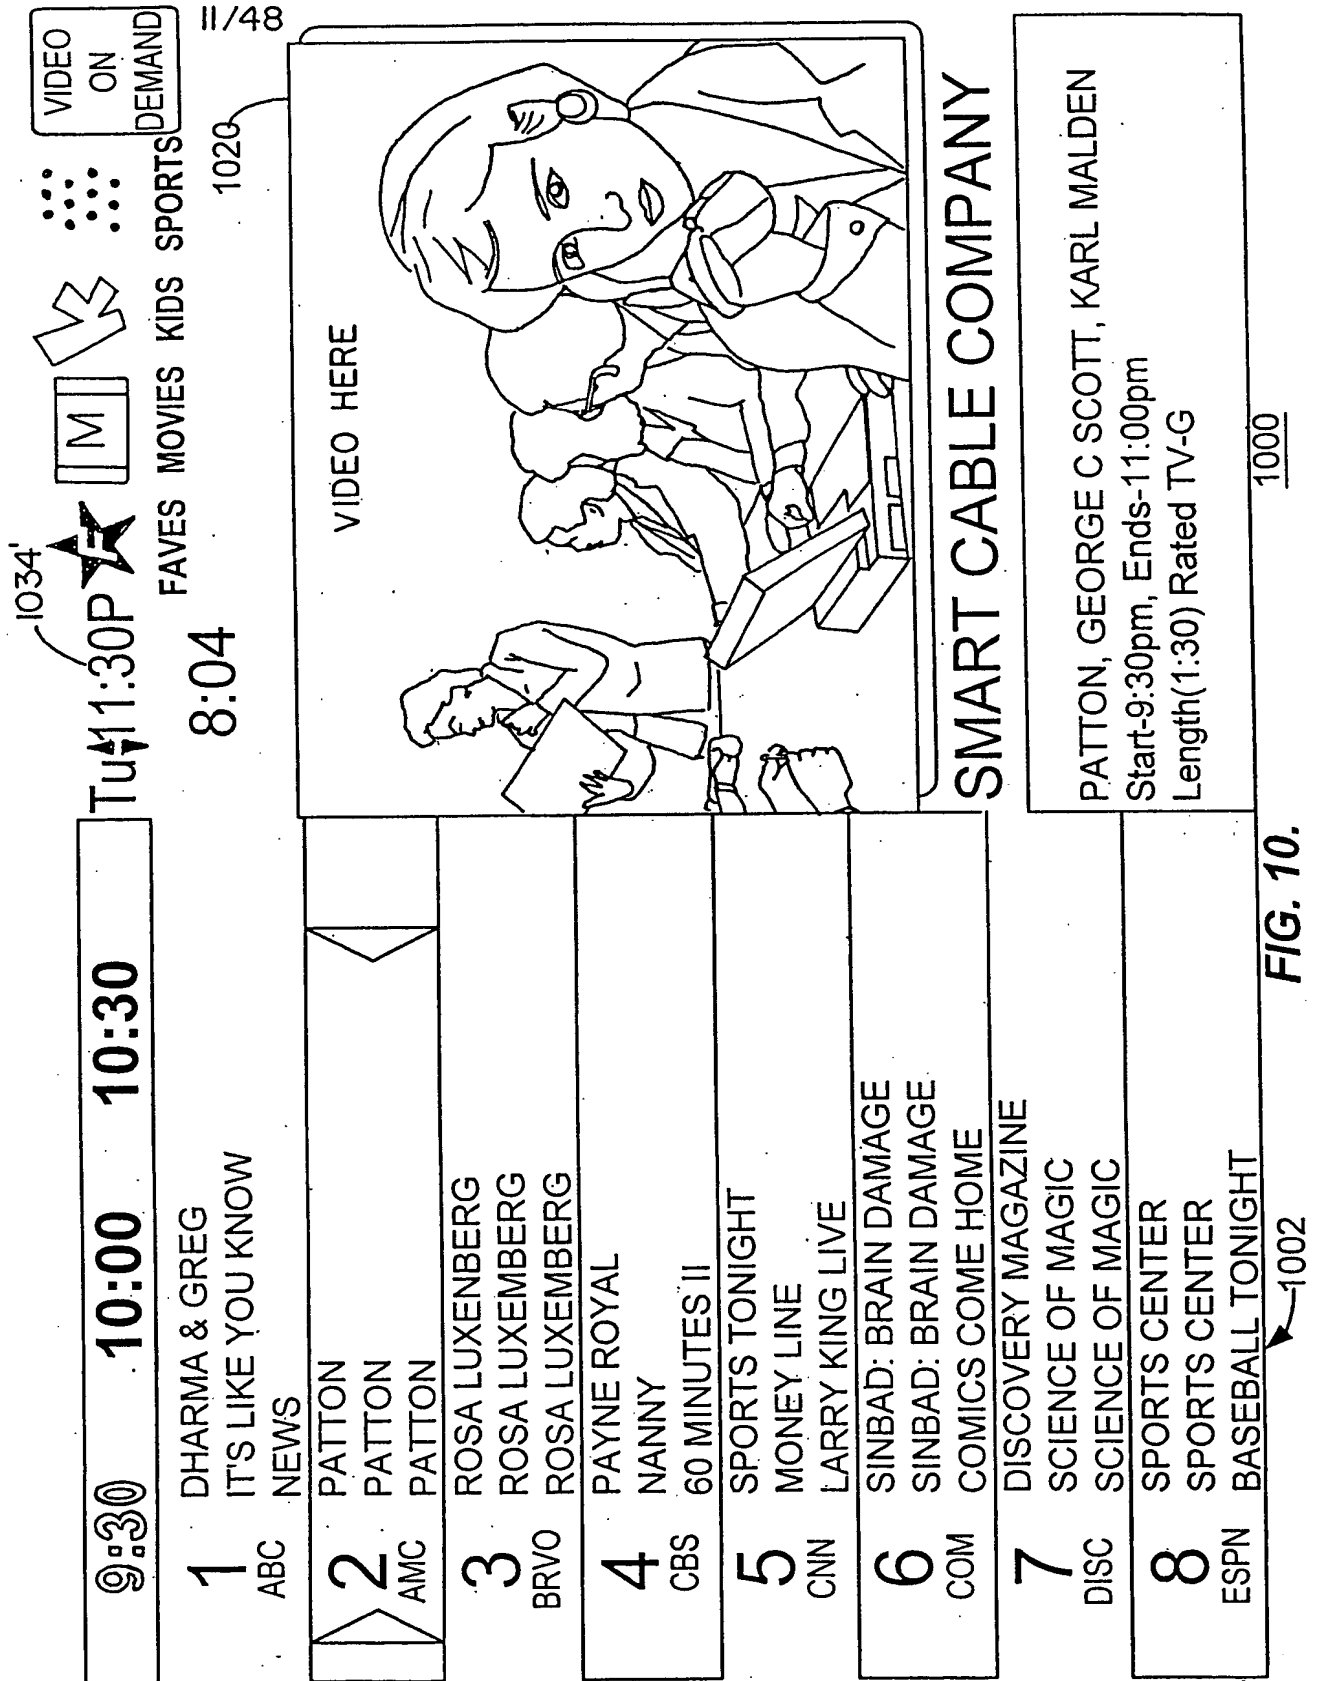 11/48
9:30 10:00 10:30
Tu 11:30P
1034'
F
M
VIDEO
ON
DEMAND
FAVES MOVIES KIDS SPORTS
8:04
1020
1
ABC
DHARMA & GREG
IT'S LIKE YOU KNOW
NEWS
2
AMC
PATTON
PATTON
PATTON
3
BRVO
ROSA LUXENBERG
ROSA LUXEMBERG
ROSA LUXEMBERG
4
CBS
PAYNE ROYAL
NANNY
60 MINUTES II
5
CNN
SPORTS TONIGHT
MONEY LINE
LARRY KING LIVE
6
COM
SINBAD: BRAIN DAMAGE
SINBAD: BRAIN DAMAGE
COMICS COME HOME
7
DISC
DISCOVERY MAGAZINE
SCIENCE OF MAGIC
SCIENCE OF MAGIC
8
ESPN
SPORTS CENTER
SPORTS CENTER
BASEBALL TONIGHT
VIDEO HERE
SMART CABLE COMPANY
PATTON, GEORGE C SCOTT, KARL MALDEN
Start-9:30pm, Ends-11:00pm
Length(1:30) Rated TV-G
1002
1000
FIG. 10.